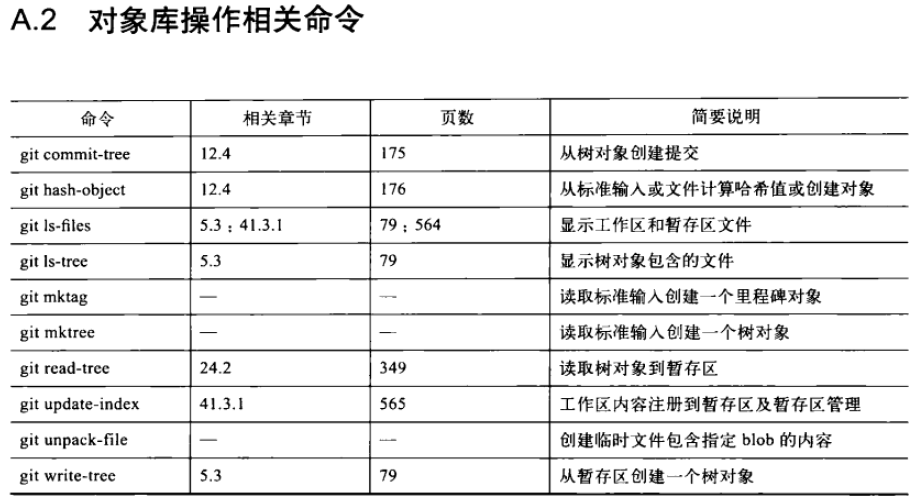 A.2 对象库操作相关命令
命令 相关章节 页数 简要说明
git commit-tree 12.4 175 从树对象创建提交
git hash-object 12.4 176 从标准输入或文件计算哈希值或创建对象
git ls-files 5.3；41.3.1 79；564 显示工作区和暂存区文件
git ls-tree 5.3 79 显示树对象包含的文件
git mktag — — 读取标准输入创建一个里程碑对象
git mktree — — 读取标准输入创建一个树对象
git read-tree 24.2 349 读取树对象到暂存区
git update-index 41.3.1 565 工作区内容注册到暂存区及暂存区管理
git unpack-file — — 创建临时文件包含指定 blob 的内容
git write-tree 5.3 79 从暂存区创建一个树对象